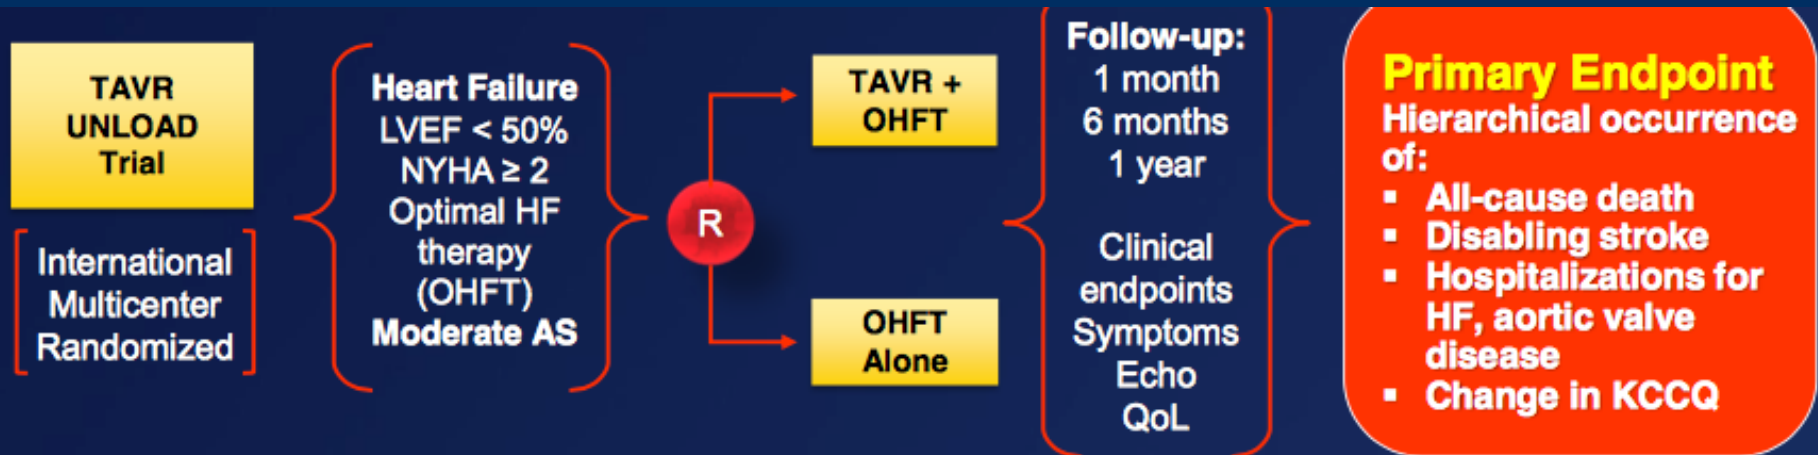 TAVR
UNLOAD
Trial
International
Multicenter
Randomized
Heart Failure
LVEF < 50%
NYHA ≥ 2
Optimal HF
therapy
(OHFT)
Moderate AS
R
TAVR +
OHFT
OHFT
Alone
Follow-up:
1 month
6 months
1 year
Clinical
endpoints
Symptoms
Echo
QoL
Primary Endpoint
Hierarchical occurrence
of:
▪ All-cause death
▪ Disabling stroke
▪ Hospitalizations for
HF, aortic valve
disease
▪ Change in KCCQ